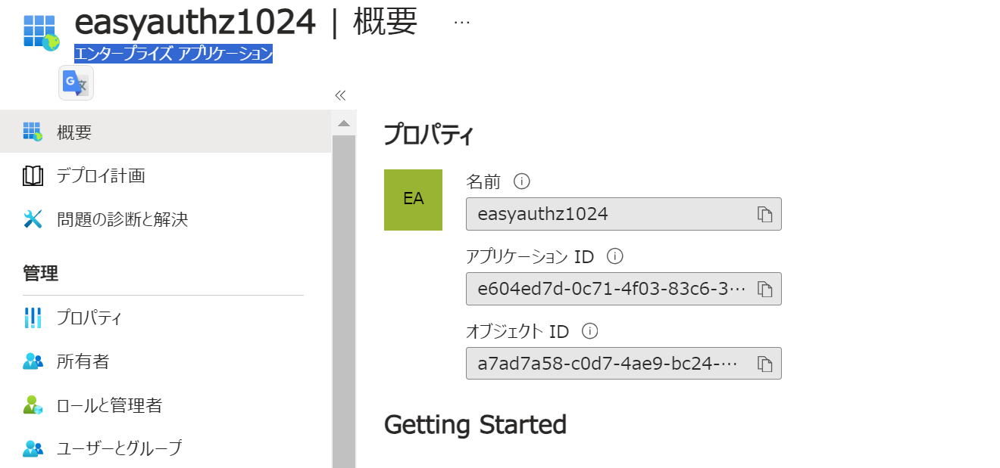 easyauthz1024 | 概要 ...
エンタープライズ アプリケーション
G 文
«
概要
デプロイ計画
問題の診断と解決
管理
プロパティ
所有者
ロールと管理者
ユーザーとグループ
プロパティ
EA
名前
easyauthz1024
アプリケーション ID
e604ed7d-0c71-4f03-83c6-3···
オブジェクト ID
a7ad7a58-c0d7-4ae9-bc24-···
Getting Started